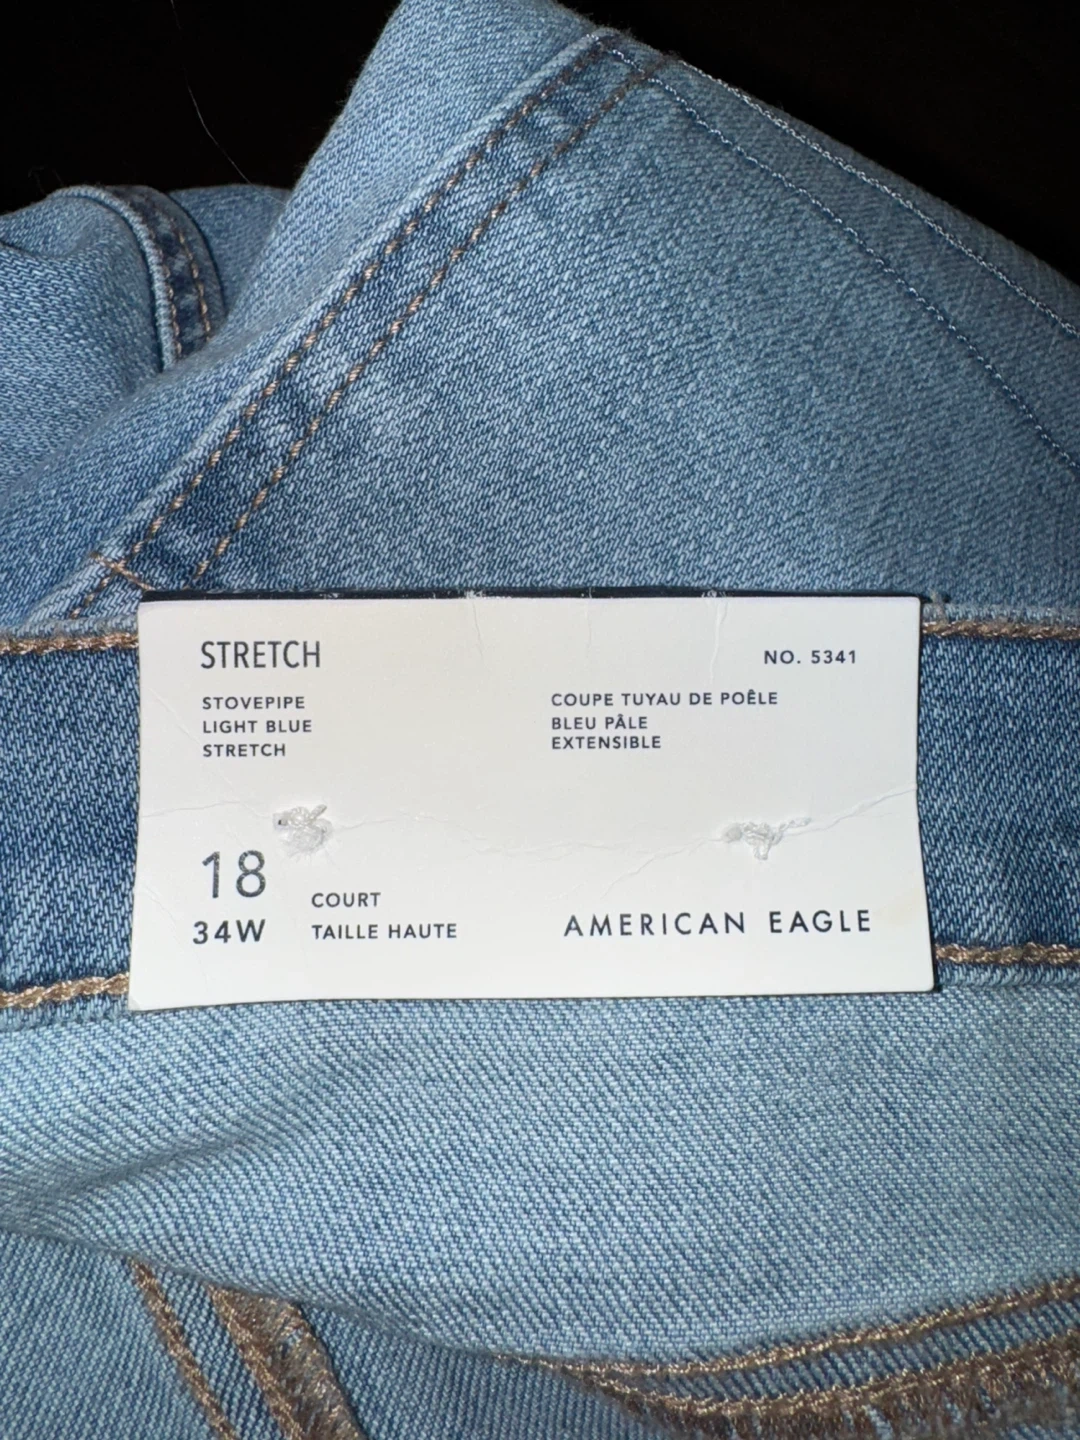 STRETCH
NO. 5341
STOVEPIPE
LIGHT BLUE
STRETCH
COUPE TUYAU DE POÊLE
BLEU PÂLE
EXTENSIBLE
18
34W
COURT
TAILLE HAUTE
AMERICAN EAGLE